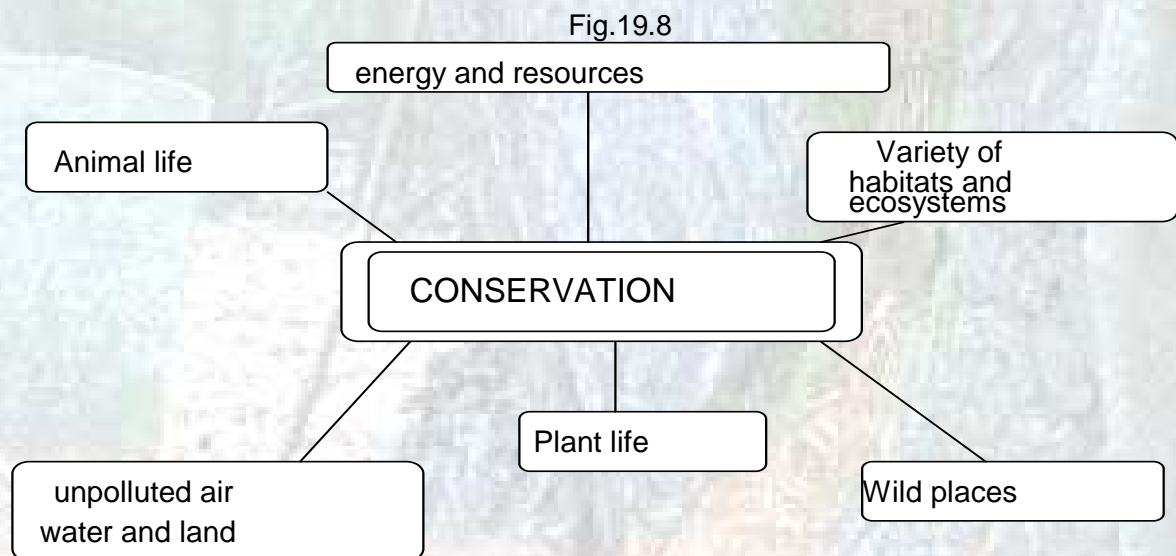 Fig.19.8
energy and resources
Animal life
Variety of
habitats and
ecosystems
CONSERVATION
Plant life
unpolluted air
water and land
Wild places